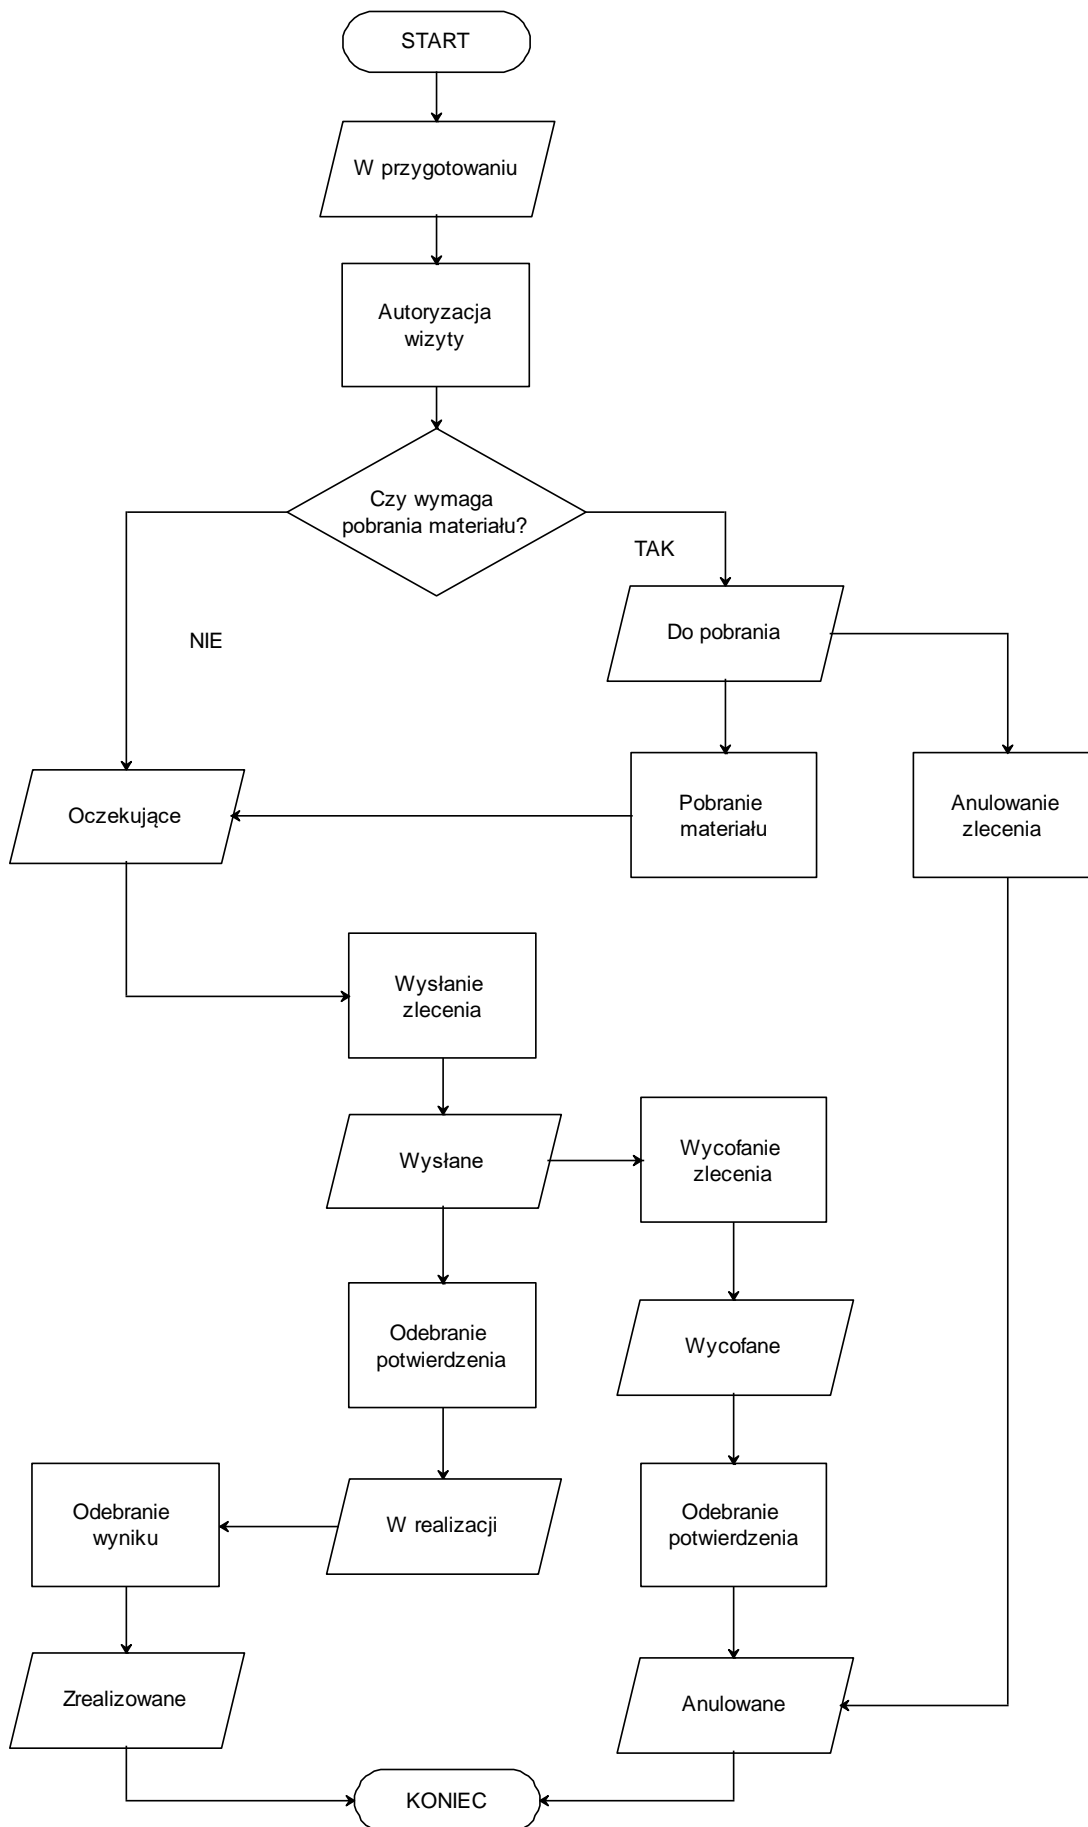 START
W przygotowaniu
Autoryzacja
wizyty
Czy wymaga
pobrania materiału?
TAK
NIE
Do pobrania
Oczekujące
Pobranie
materiału
Anulowanie
zlecenia
Wysłanie
zlecenia
Wysłane
Wycofanie
zlecenia
Odebranie
potwierdzenia
Wycofane
Odebranie
wyniku
W realizacji
Odebranie
potwierdzenia
Zrealizowane
Anulowane
KONIEC